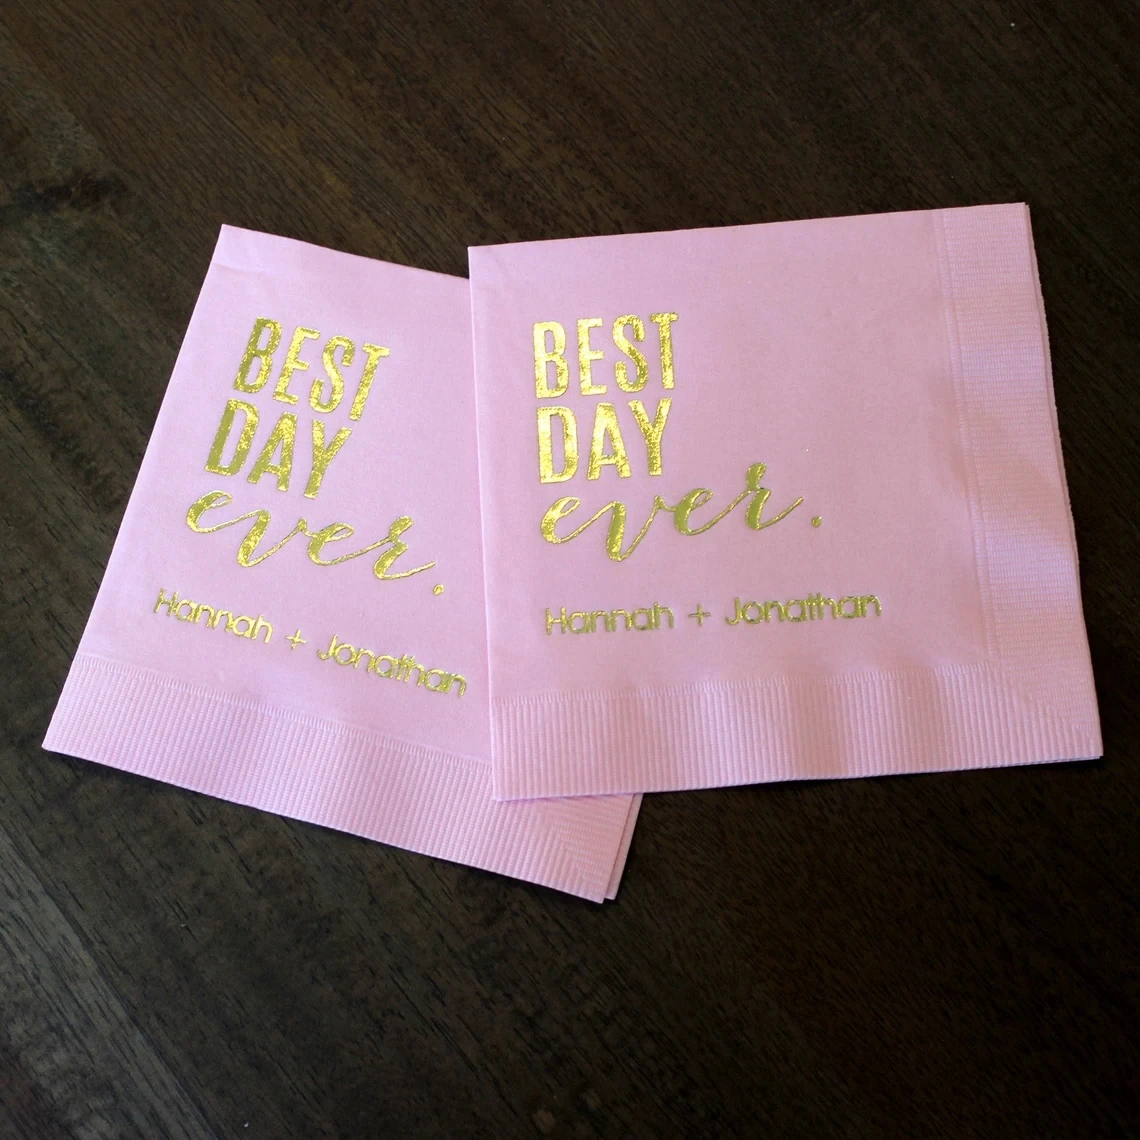 BEST
DAY
ever.
Hannah + Jonathan
BEST
DAY
ever.
Hannah + Jonathan